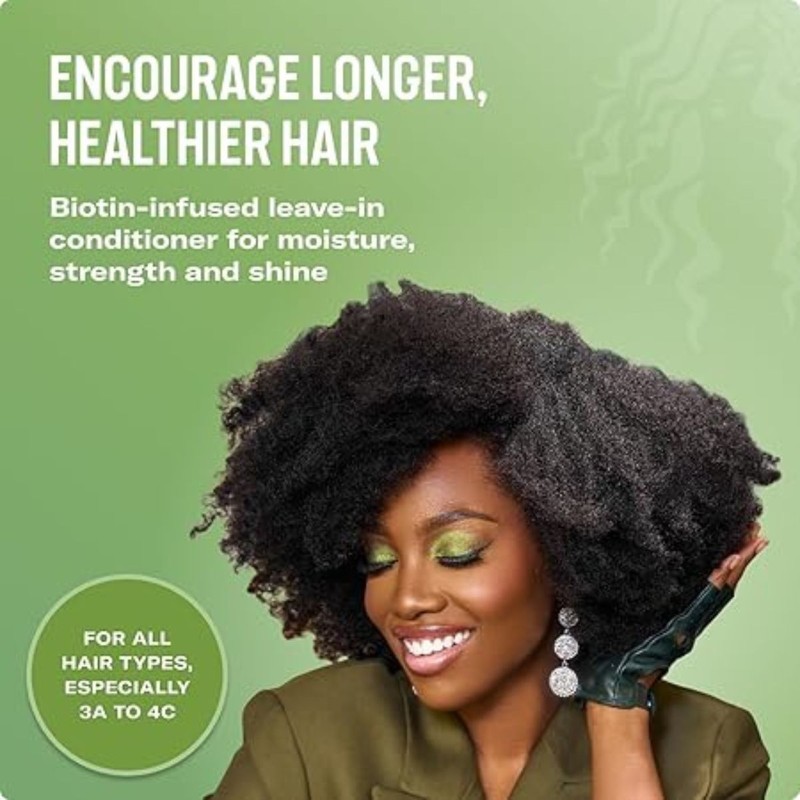 ENCOURAGE LONGER,
HEALTHIER HAIR
Biotin-infused leave-in
conditioner for moisture,
strength and shine
FOR ALL
HAIR TYPES,
ESPECIALLY
3A TO 4C